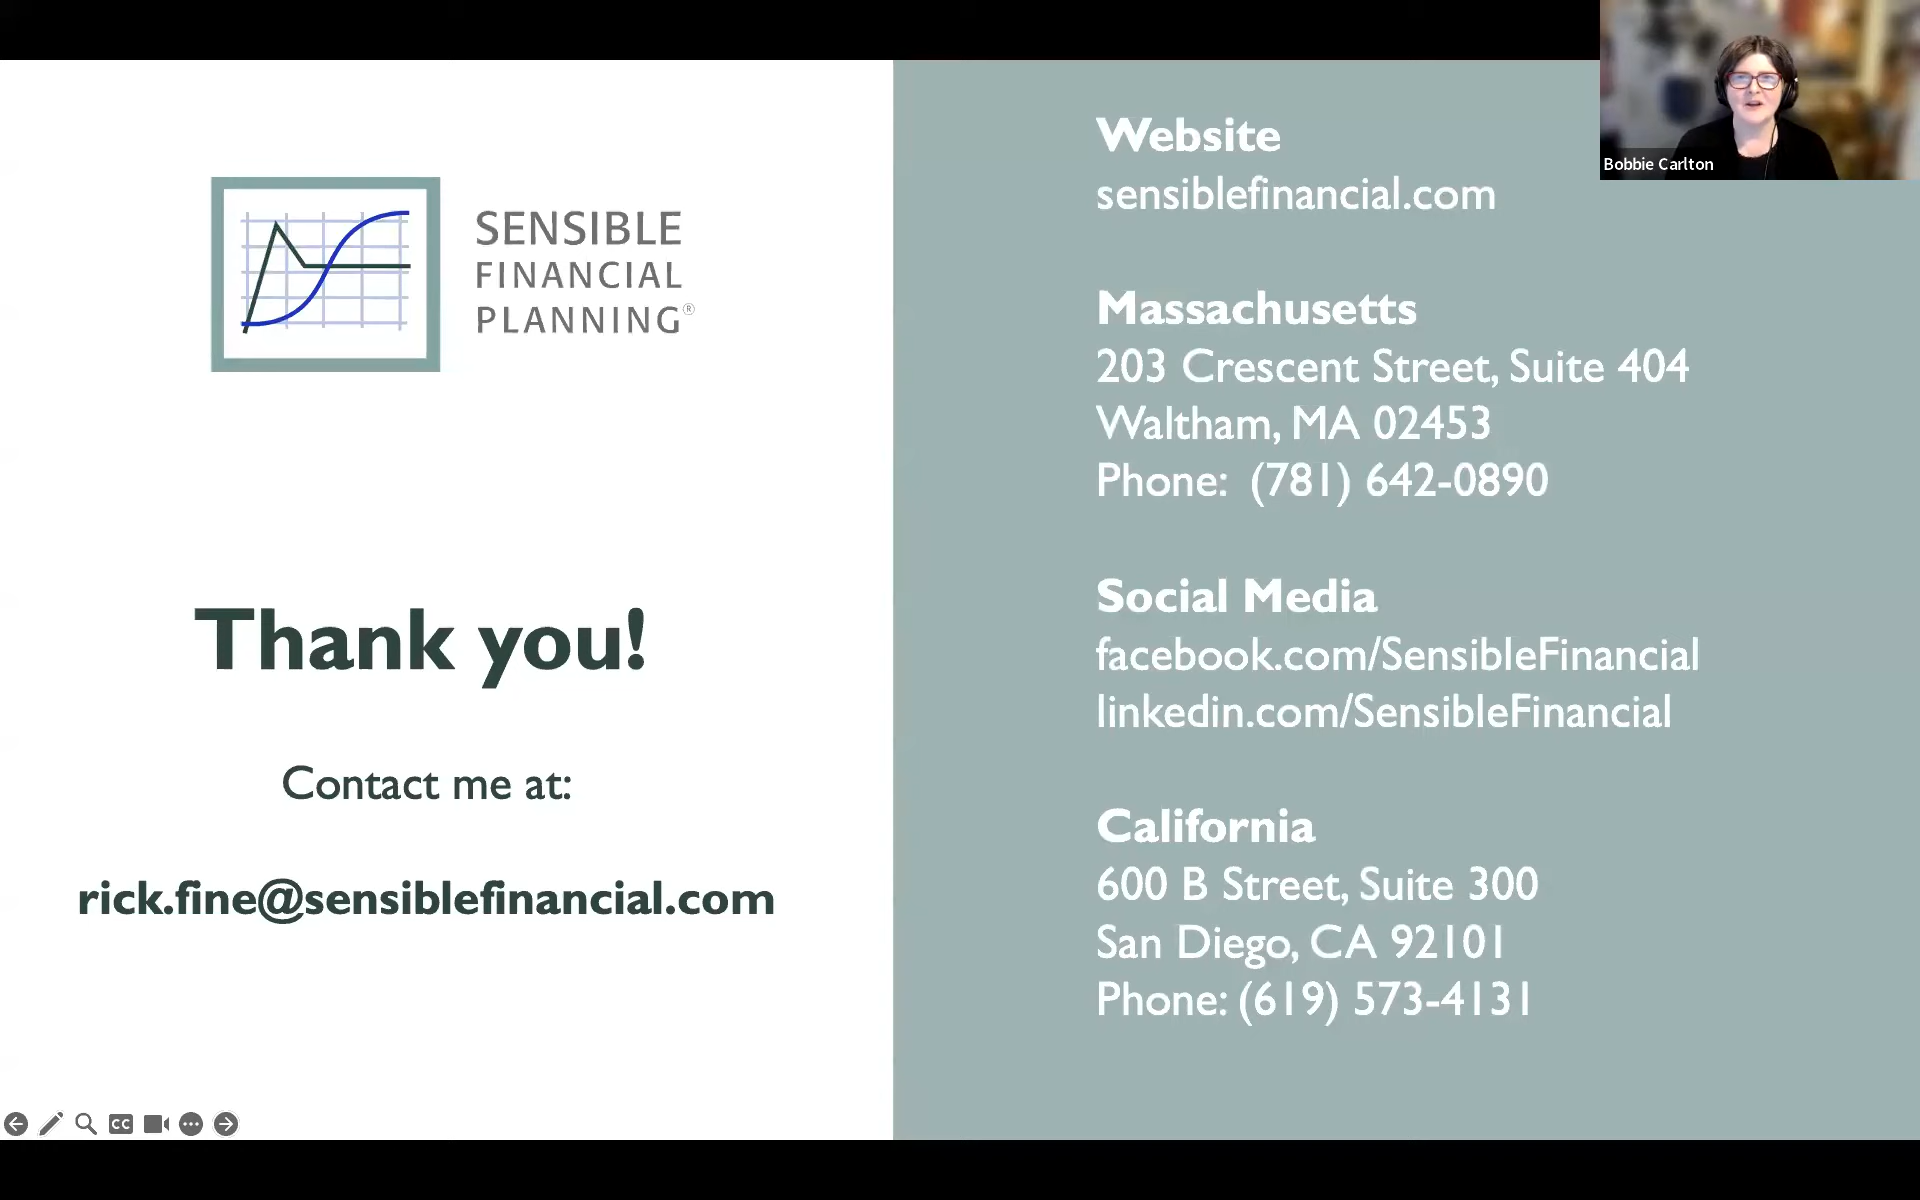 SENSIBLE
FINANCIAL
PLANNING®
Thank you!
Contact me at:
rick.fine@sensiblefinancial.com
Website
sensiblefinancial.com
Massachusetts
203 Crescent Street, Suite 404
Waltham, MA 02453
Phone:  (781) 642-0890
Social Media
facebook.com/SensibleFinancial
linkedin.com/SensibleFinancial
California
600 B Street, Suite 300
San Diego, CA 92101
Phone: (619) 573-4131
Bobbie Carlton
CC